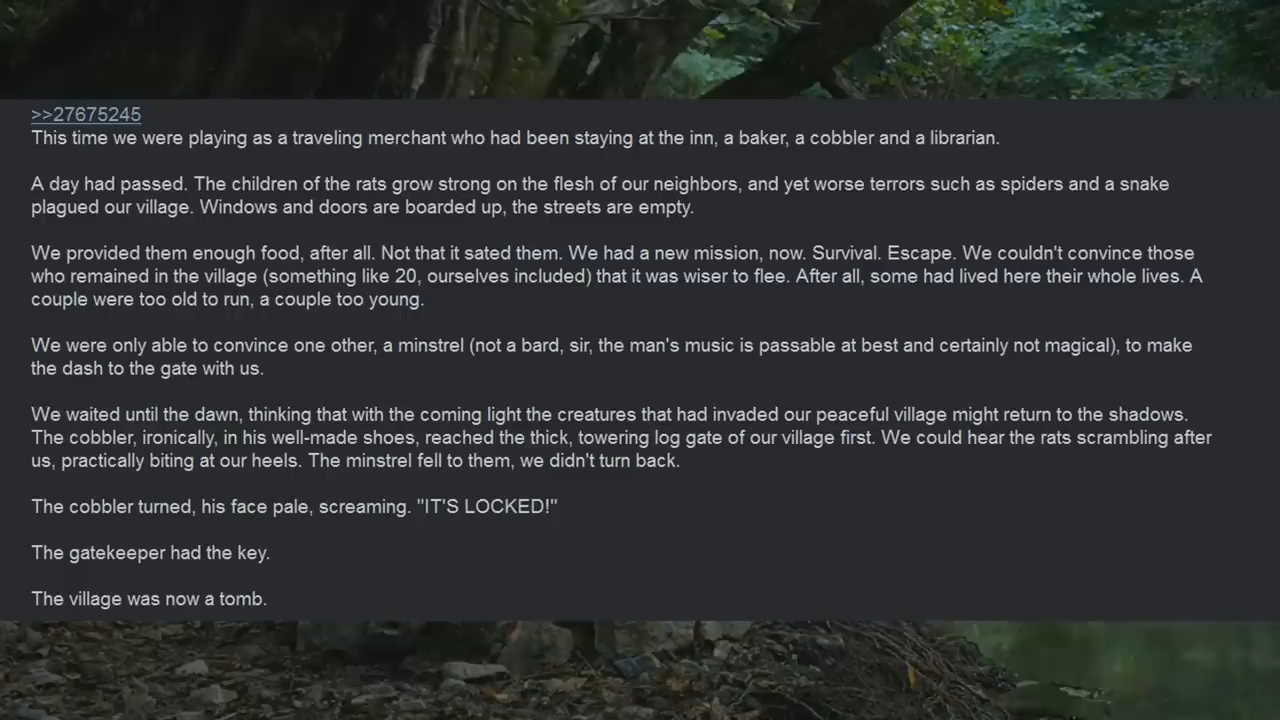 >>27675245
This time we were playing as a traveling merchant who had been staying at the inn, a baker, a cobbler and a librarian.
A day had passed. The children of the rats grow strong on the flesh of our neighbors, and yet worse terrors such as spiders and a snake
plagued our village. Windows and doors are boarded up, the streets are empty.
We provided them enough food, after all. Not that it sated them. We had a new mission, now. Survival. Escape. We couldn't convince those
who remained in the village (something like 20, ourselves included) that it was wiser to flee. After all, some had lived here their whole lives. A
couple were too old to run, a couple too young.
We were only able to convince one other, a minstrel (not a bard, sir, the man's music is passable at best and certainly not magical), to make
the dash to the gate with us.
We waited until the dawn, thinking that with the coming light the creatures that had invaded our peaceful village might return to the shadows.
The cobbler, ironically, in his well-made shoes, reached the thick, towering log gate of our village first. We could hear the rats scrambling after
us, practically biting at our heels. The minstrel fell to them, we didn't turn back.
The cobbler turned, his face pale, screaming. "IT'S LOCKED!"
The gatekeeper had the key.
The village was now a tomb.